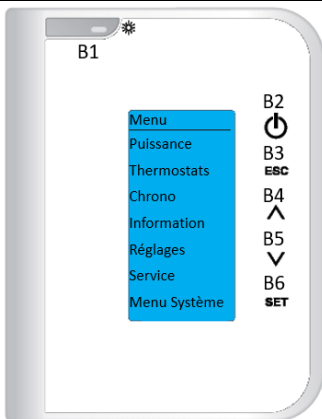 B1
B2
B3
ESC
B4
B5
B6
SET
Menu
Puissance
Thermostats
Chrono
Information
Réglages
Service
Menu Système